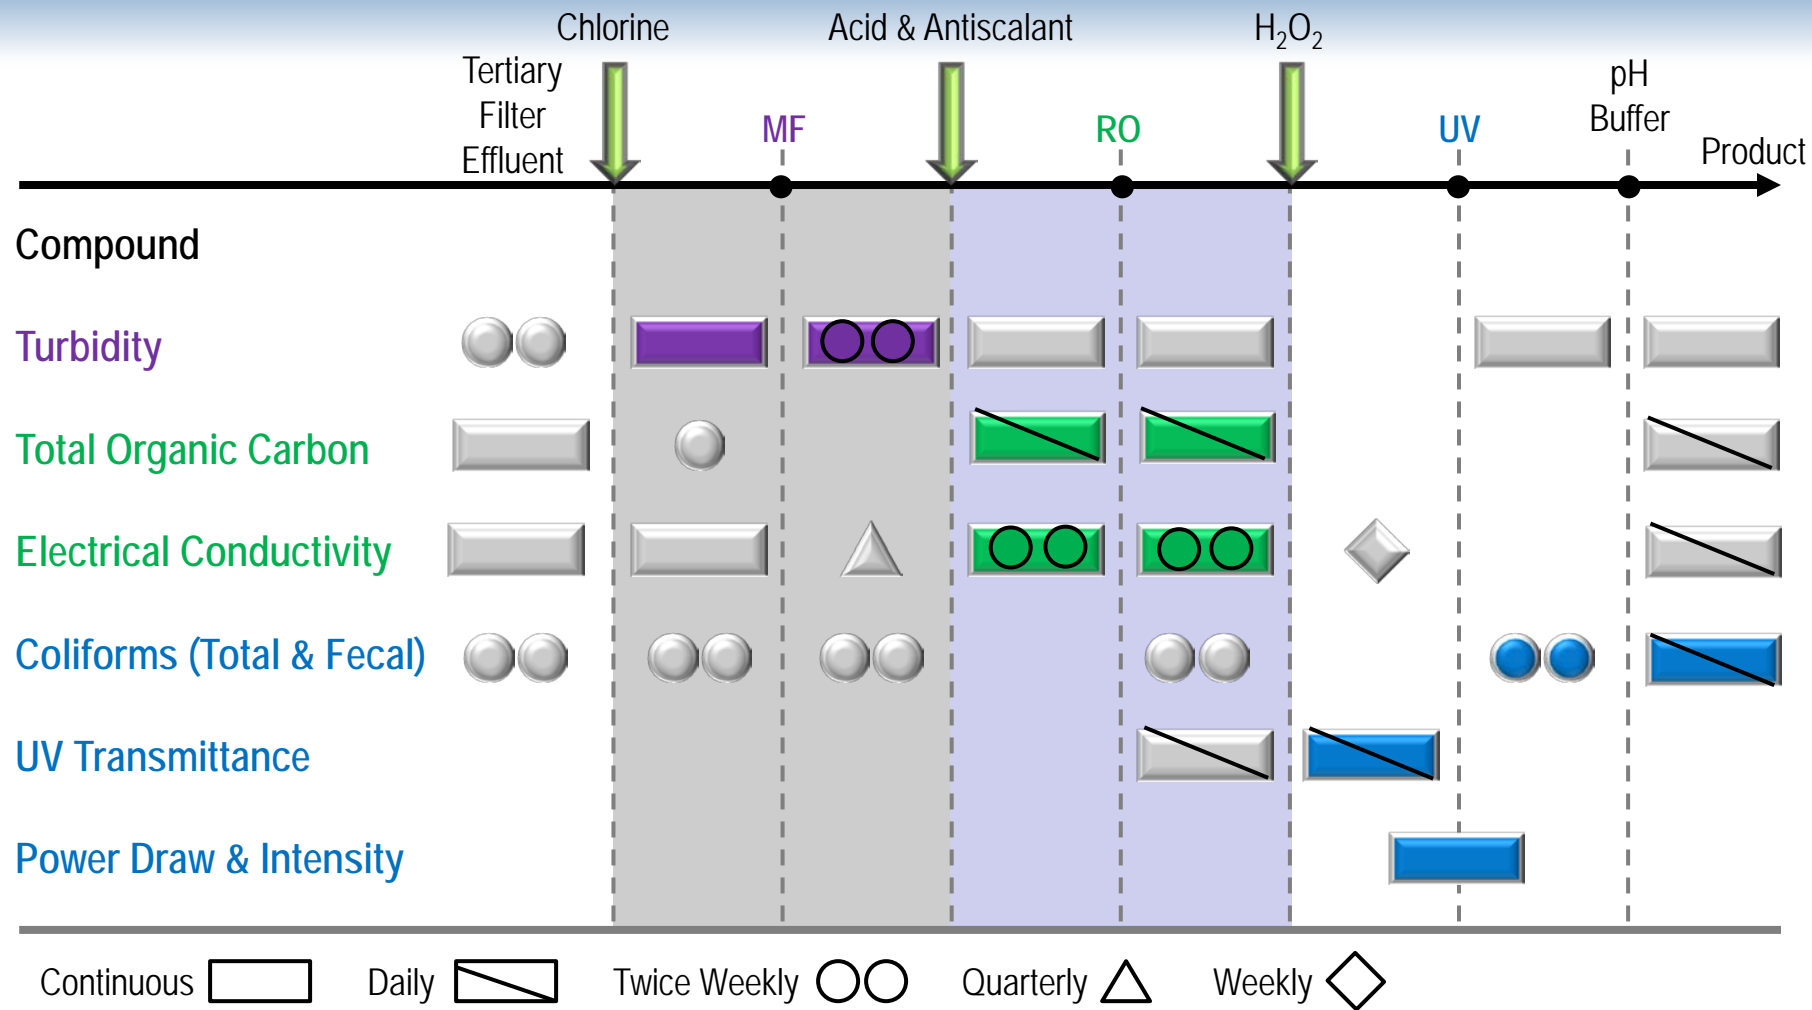 Chlorine
Acid & Antiscalant
H₂O₂
Tertiary
Filter
Effluent
MF
RO
UV
pH
Buffer
Product
Compound
Turbidity
Total Organic Carbon
Electrical Conductivity
Coliforms (Total & Fecal)
UV Transmittance
Power Draw & Intensity
Continuous
Daily
Twice Weekly
Quarterly
Weekly